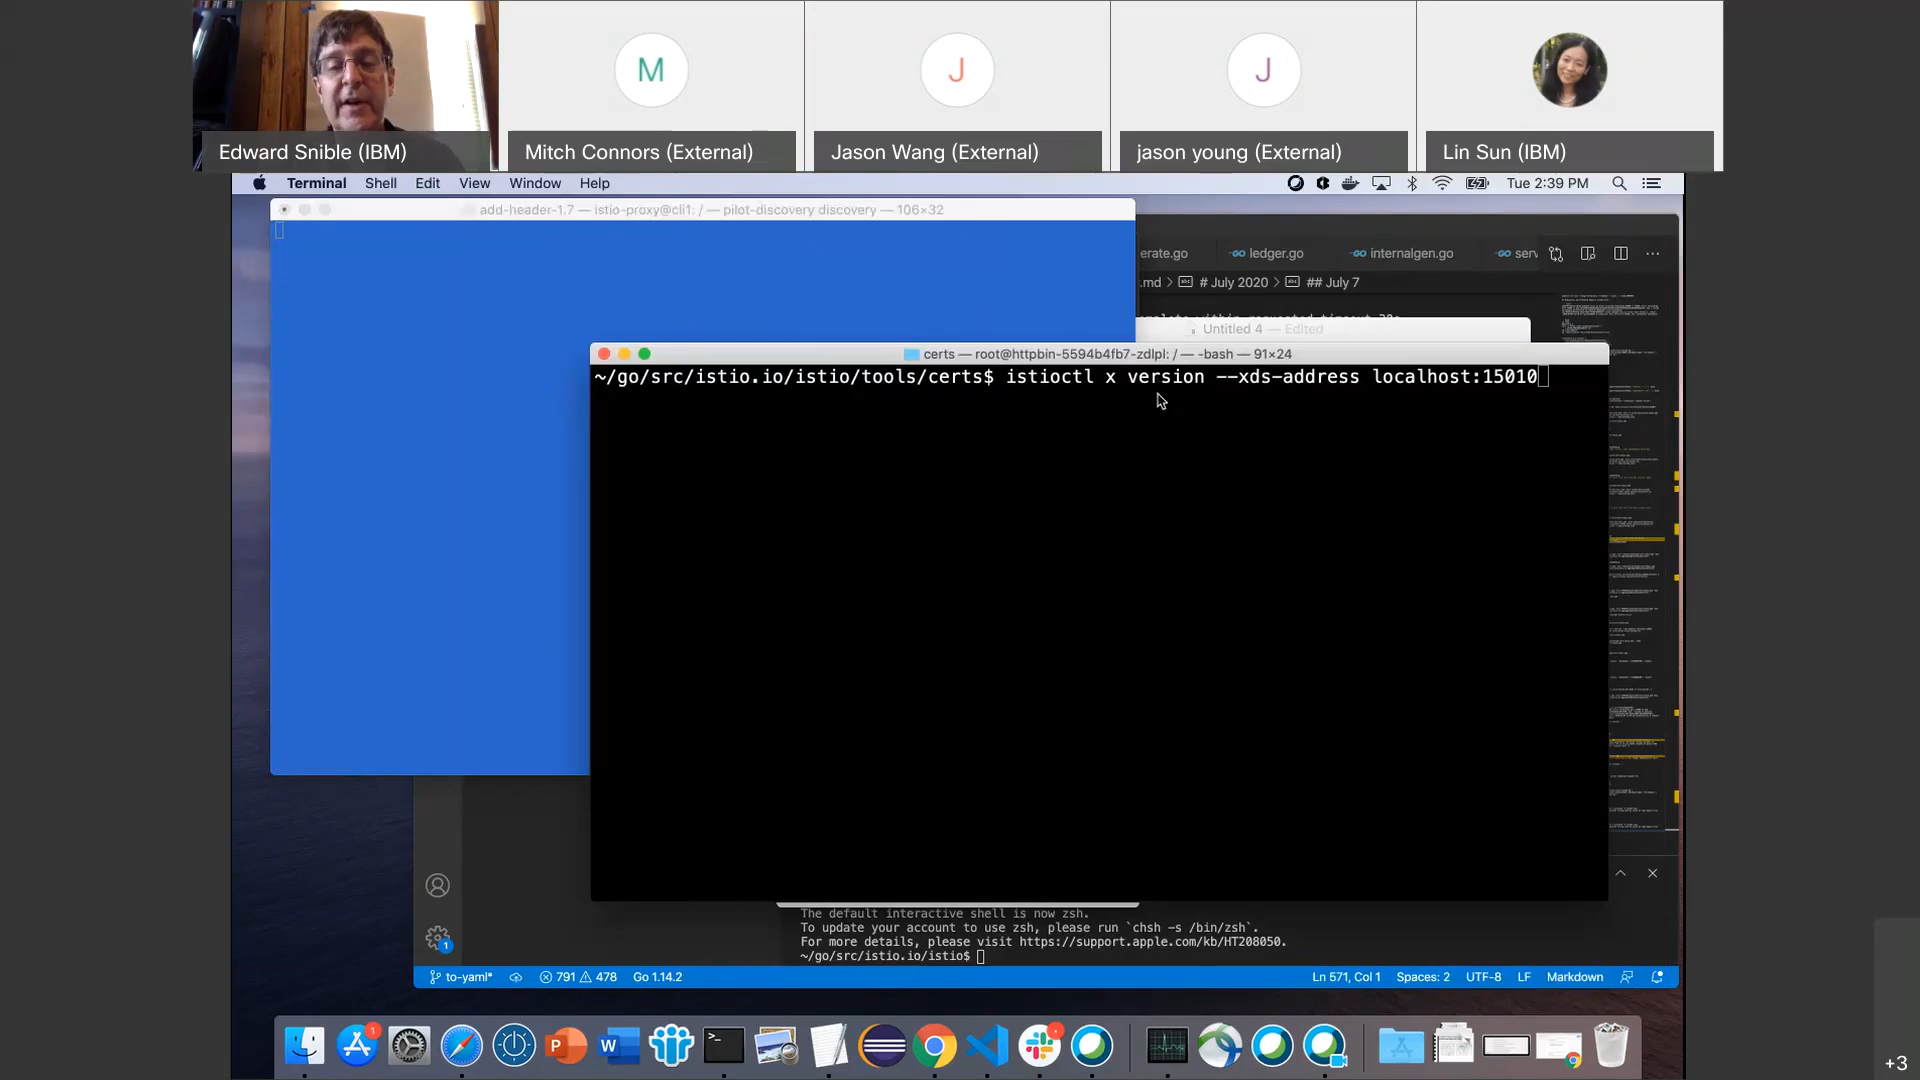 M
J
J
Edward Snible (IBM)
Mitch Connors (External)
Jason Wang (External)
jason young (External)
Lin Sun (IBM)
Terminal Shell Edit View Window Help
Tue 2:39 PM
add-header-1.7 — istio-proxy@cli1: / — pilot-discovery discovery — 106×32
erate.go
ledger.go
internalgen.go
serv
.md > # July 2020 > ## July 7
Untitled 4 — Edited
certs — root@httpbin-5594b4fb7-zdlpl: / — -bash — 91×24
~/go/src/istio.io/istio/tools/certs$ istioctl x version --xds-address localhost:15010
The default interactive shell is now zsh.
To update your account to use zsh, please run `chsh -s /bin/zsh`.
For more details, please visit https://support.apple.com/kb/HT208050.
~/go/src/istio.io/istio$
1
to-yaml*
791
478
Go 1.14.2
Ln 571, Col 1
Spaces: 2
UTF-8
LF
Markdown
1
P
W
>_
+3